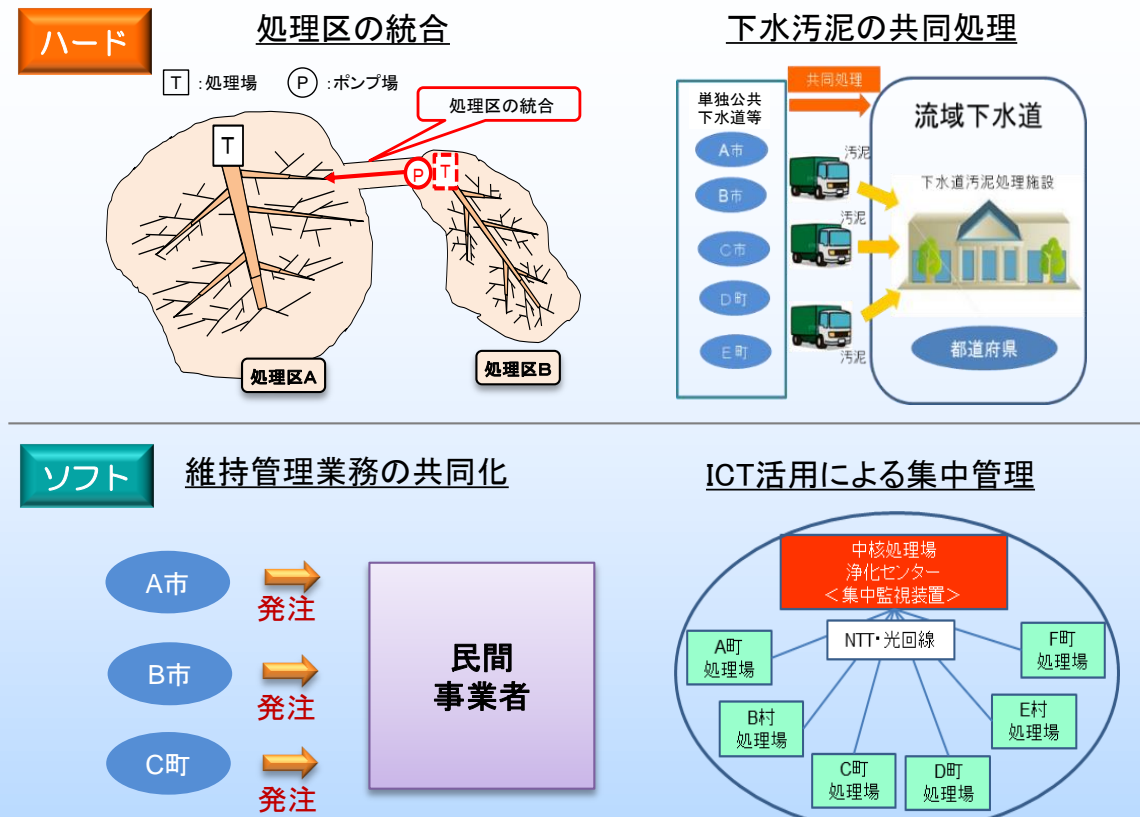 ハード
処理区の統合
T :処理場 P :ポンプ場
処理区の統合
T
P
T
処理区A
処理区B
下水汚泥の共同処理
共同処理
単独公共
下水道等
A市
B市
C市
D町
E町
汚泥
汚泥
汚泥
流域下水道
下水道汚泥処理施設
都道府県
ソフト
維持管理業務の共同化
A市
発注
B市
発注
C町
発注
民間
事業者
ICT活用による集中管理
中核処理場
浄化センター
＜集中監視装置＞
NTT・光回線
A町
処理場
B村
処理場
C町
処理場
D町
処理場
E村
処理場
F町
処理場